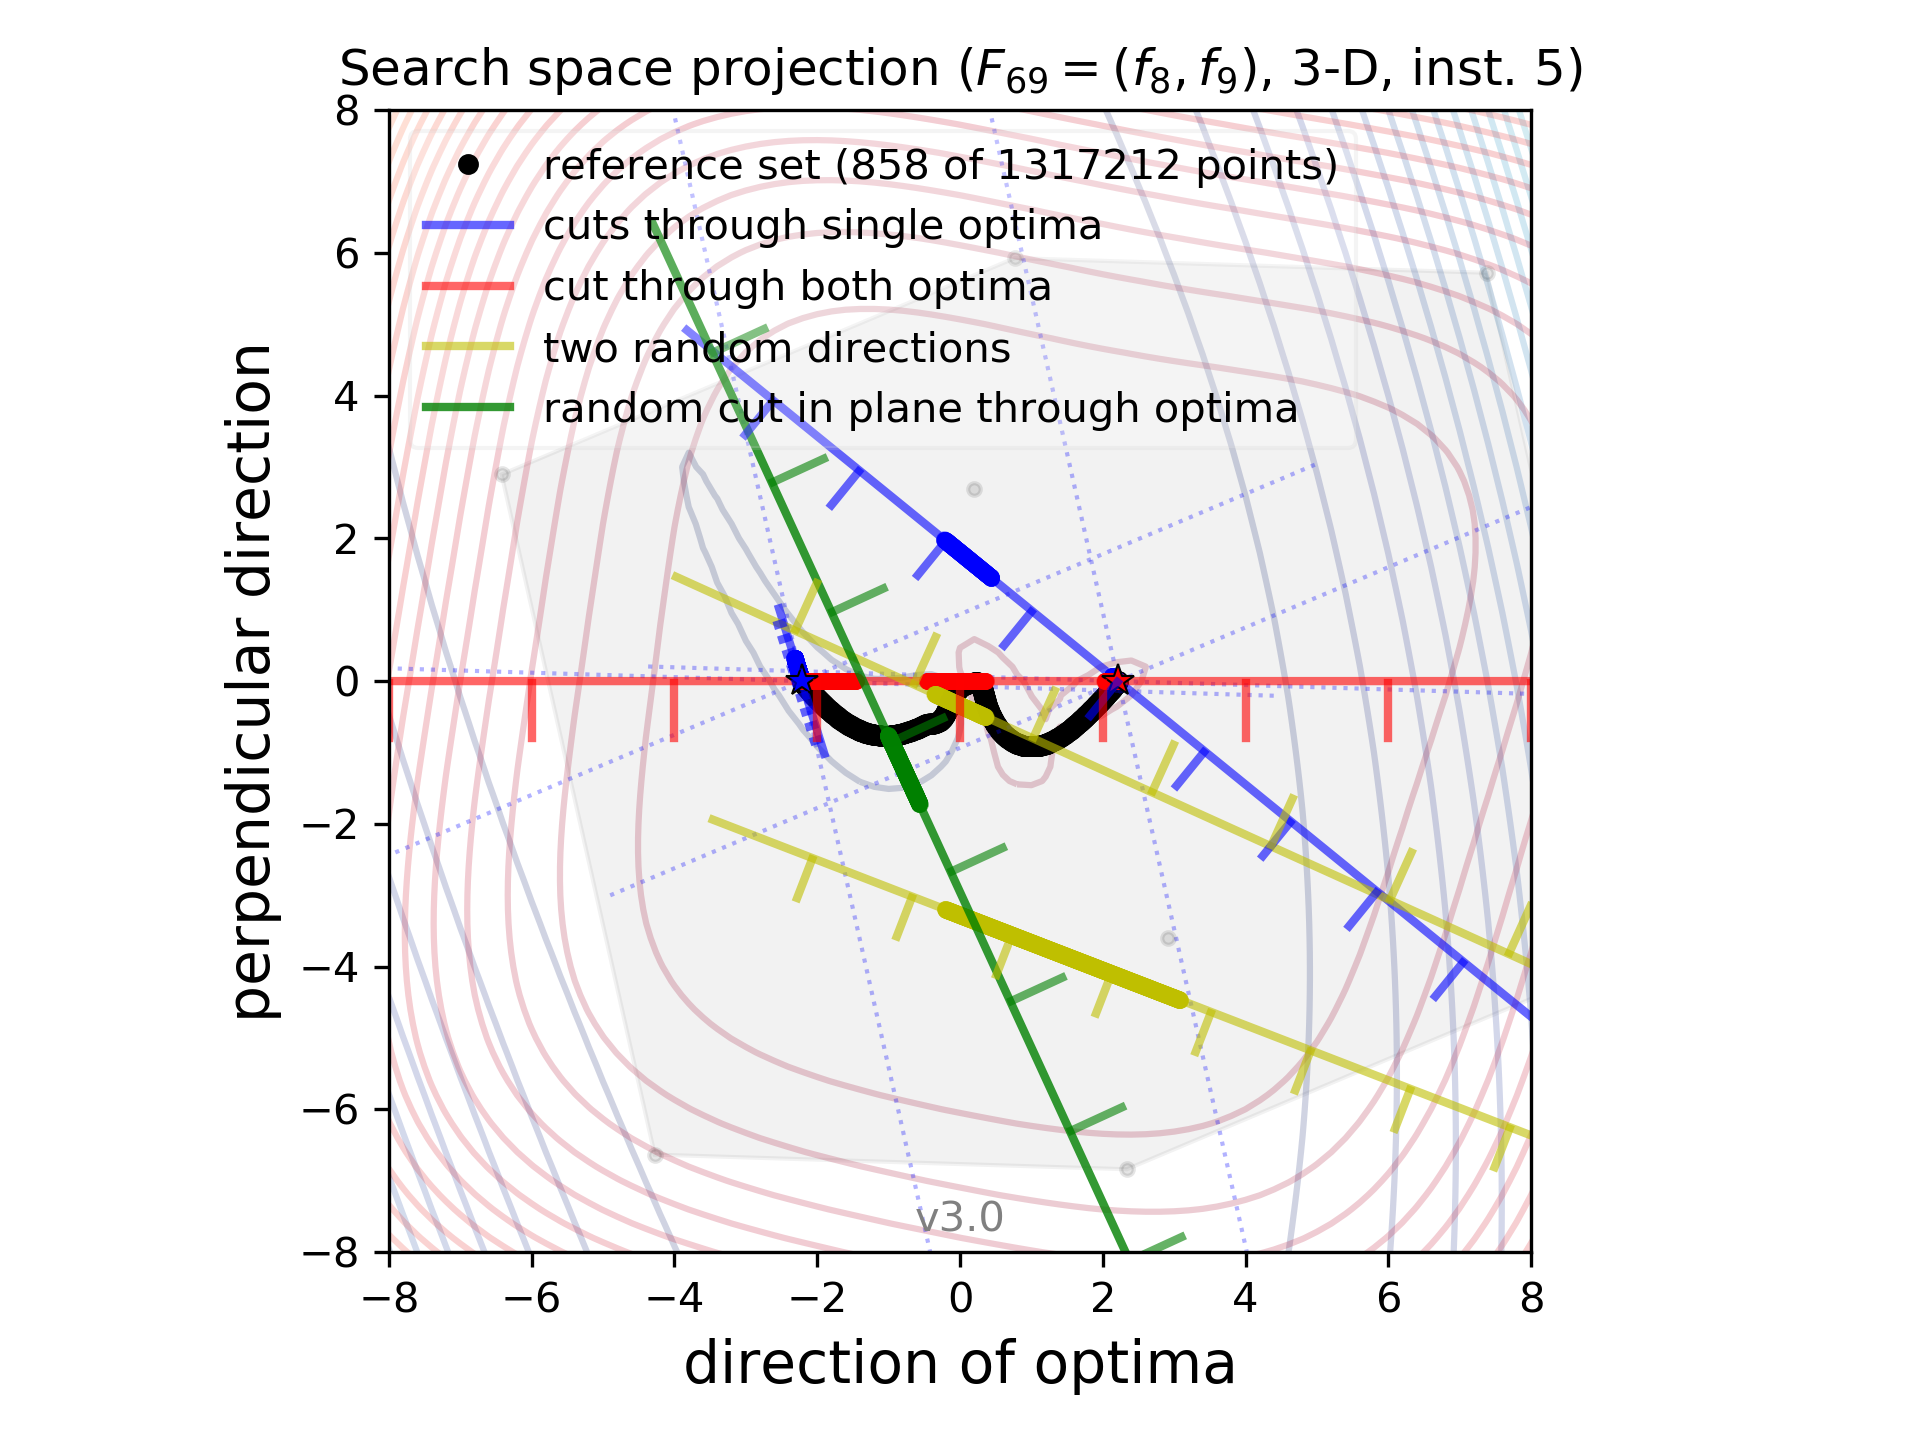 Search space projection (F₆₉ = (f₈, f₉), 3-D, inst. 5)
reference set (858 of 1317212 points)
cuts through single optima
cut through both optima
two random directions
random cut in plane through optima
8
6
4
2
0
−2
−4
−6
−8
perpendicular direction
v3.0
−8 −6 −4 −2 0 2 4 6 8
direction of optima